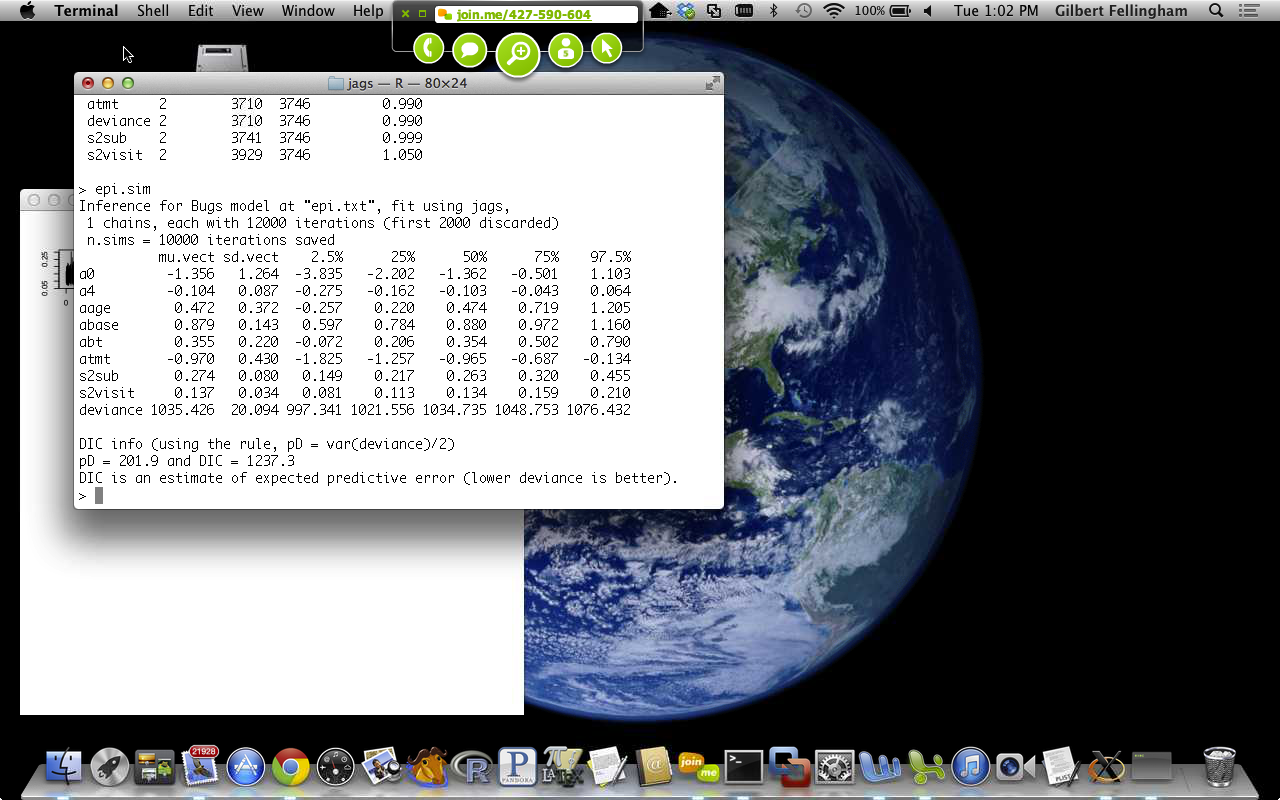 Terminal Shell Edit View Window Help
join.me/427-590-604
100% Tue 1:02 PM Gilbert Fellingham
jags — R — 80×24
atmt 2 3710 3746 0.990
deviance 2 3710 3746 0.990
s2sub 2 3741 3746 0.999
s2visit 2 3929 3746 1.050
> epi.sim
Inference for Bugs model at "epi.txt", fit using jags,
1 chains, each with 12000 iterations (first 2000 discarded)
n.sims = 10000 iterations saved
mu.vect sd.vect 2.5% 25% 50% 75% 97.5%
a0 -1.356 1.264 -3.835 -2.202 -1.362 -0.501 1.103
a4 -0.104 0.087 -0.275 -0.162 -0.103 -0.043 0.064
aage 0.472 0.372 -0.257 0.220 0.474 0.719 1.205
abase 0.879 0.143 0.597 0.784 0.880 0.972 1.160
abt 0.355 0.220 -0.072 0.206 0.354 0.502 0.790
atmt -0.970 0.430 -1.825 -1.257 -0.965 -0.687 -0.134
s2sub 0.274 0.080 0.149 0.217 0.263 0.320 0.455
s2visit 0.137 0.034 0.081 0.113 0.134 0.159 0.210
deviance 1035.426 20.094 997.341 1021.556 1034.735 1048.753 1076.432
DIC info (using the rule, pD = var(deviance)/2)
pD = 201.9 and DIC = 1237.3
DIC is an estimate of expected predictive error (lower deviance is better).
>
0.25
0.05
0
21928
R
P
PANDORA
LATEX
join
me
PLIST